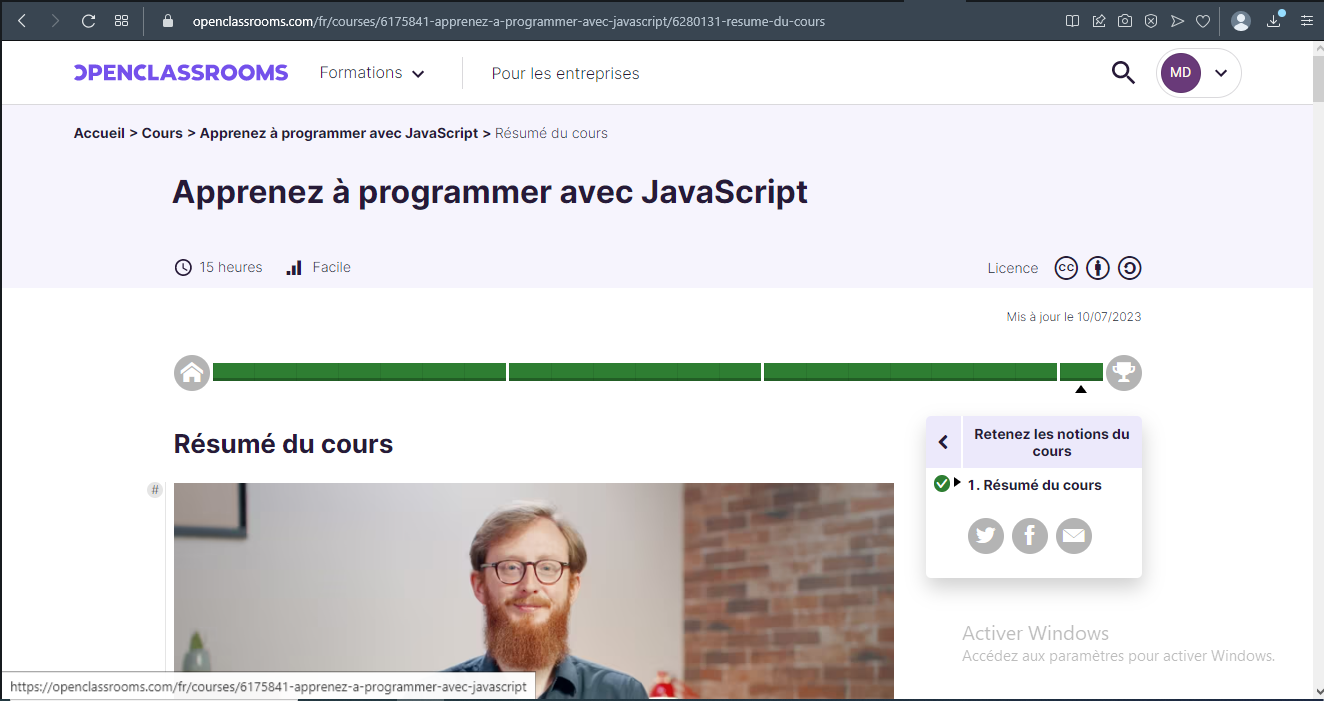 openclassrooms.com/fr/courses/6175841-apprenez-a-programmer-avec-javascript/6280131-resume-du-cours
OPENCLASSROOMS Formations Pour les entreprises MD
Accueil > Cours > Apprenez à programmer avec JavaScript > Résumé du cours
Apprenez à programmer avec JavaScript
15 heures Facile Licence cc
Mis à jour le 10/07/2023
Résumé du cours
Retenez les notions du
cours
#
1. Résumé du cours
Activer Windows
Accédez aux paramètres pour activer Windows.
https://openclassrooms.com/fr/courses/6175841-apprenez-a-programmer-avec-javascript